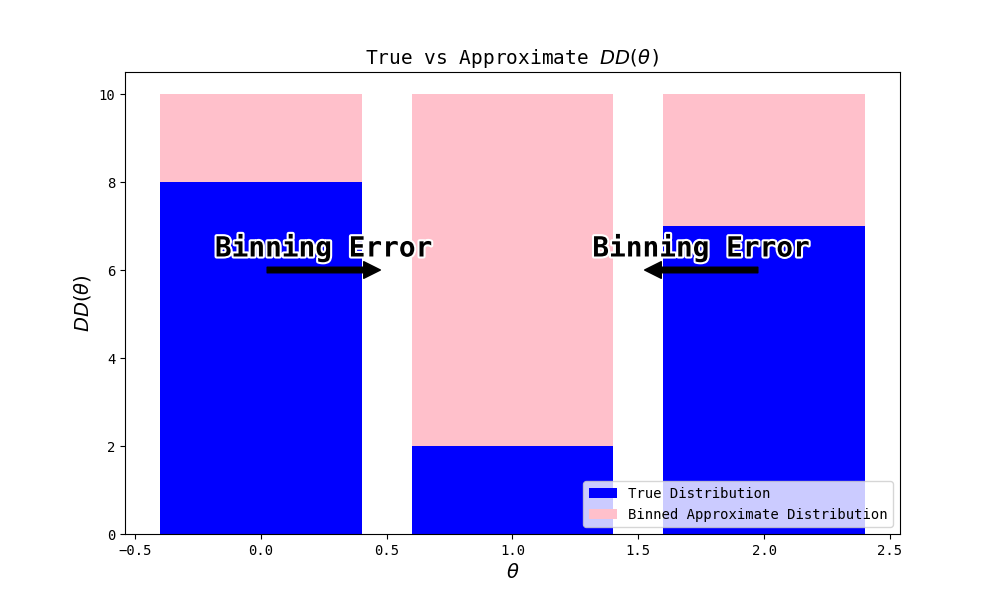 True vs Approximate DD(θ)
DD(θ)
10
8
6
4
2
0
Binning Error
Binning Error
True Distribution
Binned Approximate Distribution
−0.5
0.0
0.5
1.0
1.5
2.0
2.5
θ